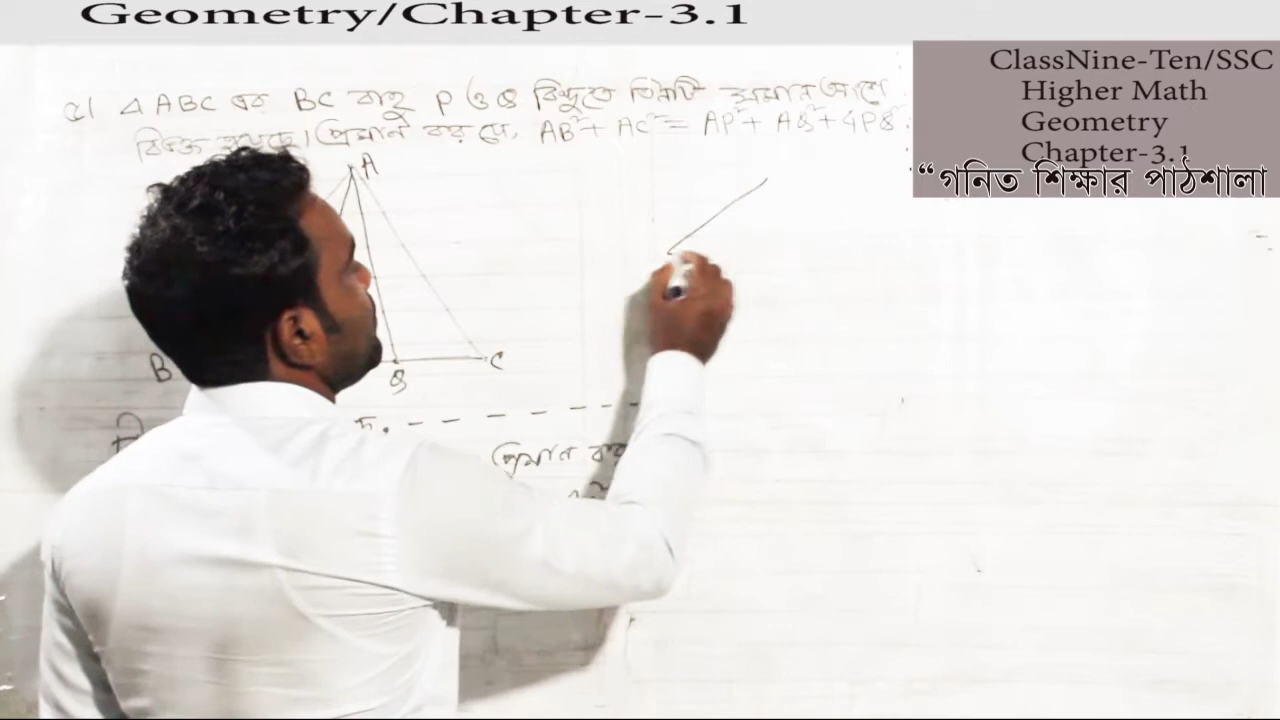 Geometry/Chapter-3.1
ClassNine-Ten/SSC
Higher Math
Geometry
Chapter-3.1
“গনিত শিক্ষার পাঠশালা
৫। △ABC এর BC বাহু P ও Q বিন্দুতে তিনটি সমান অংশে
বিভক্ত হয়েছে। প্রমান কর যে, AB²+ AC²= AP²+ AQ²+4PQ²
A
B
Q
C
প্রমান কর